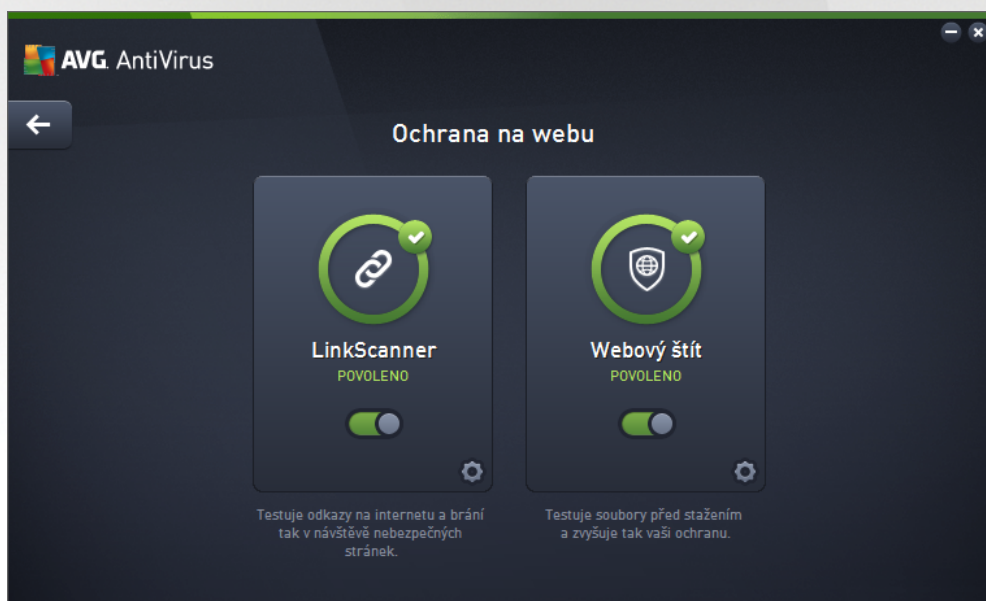 AVG. AntiVirus
Ochrana na webu
LinkScanner
POVOLENO
Testuje odkazy na internetu a brání
tak v návštěvě nebezpečných
stránek.
Webový štít
POVOLENO
Testuje soubory před stažením
a zvyšuje tak vaši ochranu.